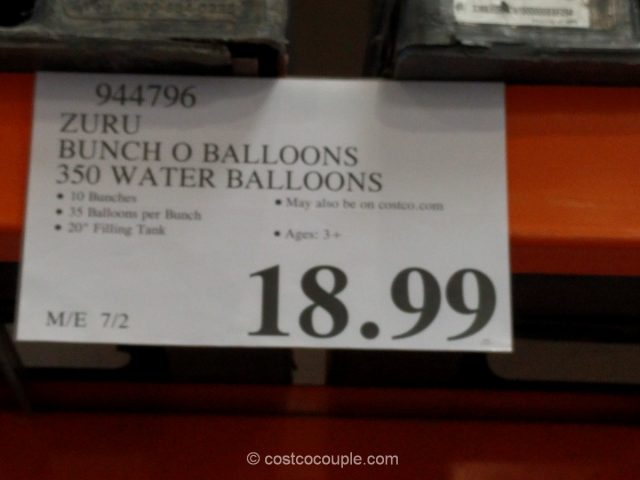 944796
ZURU
BUNCH O BALLOONS
350 WATER BALLOONS
• 10 Bunches
• 35 Balloons per Bunch
• 20" Filling Tank
• May also be on costco.com
• Ages: 3+
18.99
M/E 7/2
© costcocouple.com